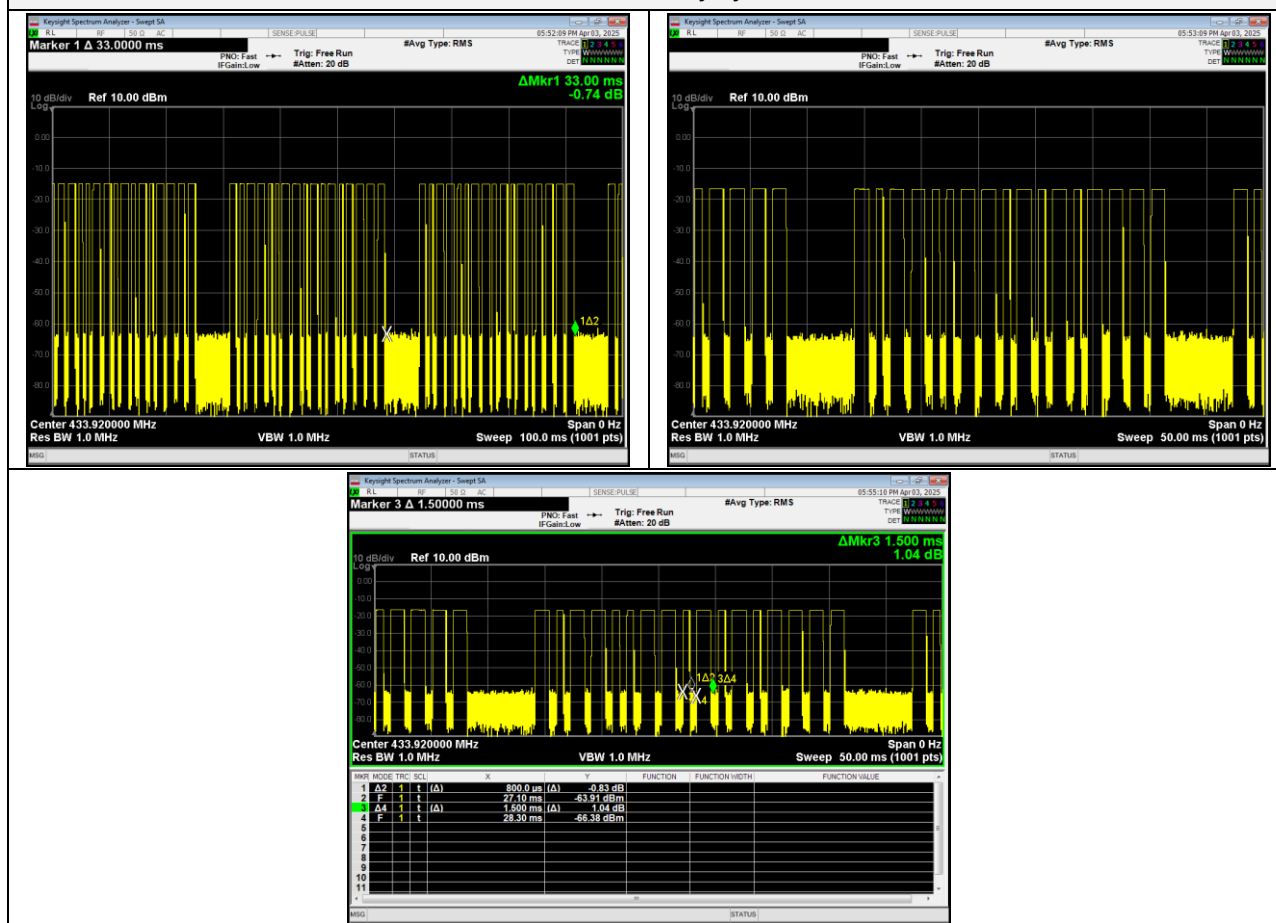 Keysight Spectrum Analyzer - Swept SA
RL RF 50 Ω AC SENSE:PULSE 05:52:09 PM Apr 03, 2025
Marker 1 Δ 33.0000 ms
PNO: Fast
IFGain:Low
Trig: Free Run
#Atten: 20 dB
#Avg Type: RMS
TRACE 1 2 3 4 5 6
TYPE WWWWWWW
DET N N N N N N
ΔMkr1 33.00 ms
-0.74 dB
10 dB/div Ref 10.00 dBm
Log
0.00
-10.0
-20.0
-30.0
-40.0
-50.0
-60.0
-70.0
-80.0
1Δ2
Center 433.920000 MHz Span 0 Hz
Res BW 1.0 MHz VBW 1.0 MHz Sweep 100.0 ms (1001 pts)
MSG STATUS
Keysight Spectrum Analyzer - Swept SA
RL RF 50 Ω AC SENSE:PULSE 05:53:09 PM Apr 03, 2025
PNO: Fast
IFGain:Low
Trig: Free Run
#Atten: 20 dB
#Avg Type: RMS
TRACE 1 2 3 4 5 6
TYPE WWWWWWW
DET N N N N N N
10 dB/div Ref 10.00 dBm
Log
0.00
-10.0
-20.0
-30.0
-40.0
-50.0
-60.0
-70.0
-80.0
Center 433.920000 MHz Span 0 Hz
Res BW 1.0 MHz VBW 1.0 MHz Sweep 50.00 ms (1001 pts)
MSG STATUS
Keysight Spectrum Analyzer - Swept SA
RL RF 50 Ω AC SENSE:PULSE 05:55:18 PM Apr 03, 2025
Marker 3 Δ 1.50000 ms
PNO: Fast
IFGain:Low
Trig: Free Run
#Atten: 20 dB
#Avg Type: RMS
TRACE 1 2 3 4 5 6
TYPE WWWWWWW
DET N N N N N N
ΔMkr3 1.500 ms
1.04 dB
10 dB/div Ref 10.00 dBm
Log
0.00
-10.0
-20.0
-30.0
-40.0
-50.0
-60.0
-70.0
-80.0
1Δ2 3Δ4
4
Center 433.920000 MHz Span 0 Hz
Res BW 1.0 MHz VBW 1.0 MHz Sweep 50.00 ms (1001 pts)
MKR MODE TRC SCL X Y FUNCTION FUNCTION WIDTH FUNCTION VALUE
1 Δ2 1 t (Δ) 800.0 µs (Δ) -0.83 dB
2 F 1 t 27.10 ms -63.91 dBm
3 Δ4 1 t (Δ) 1.500 ms (Δ) 1.04 dB
4 F 1 t 28.30 ms -66.38 dBm
5
6
7
8
9
10
11
MSG STATUS